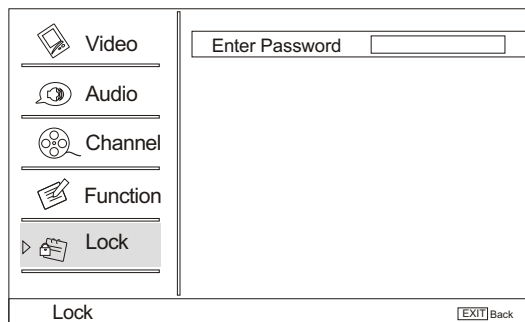 Video
Audio
Channel
Function
Lock
Enter Password
Lock
EXIT Back